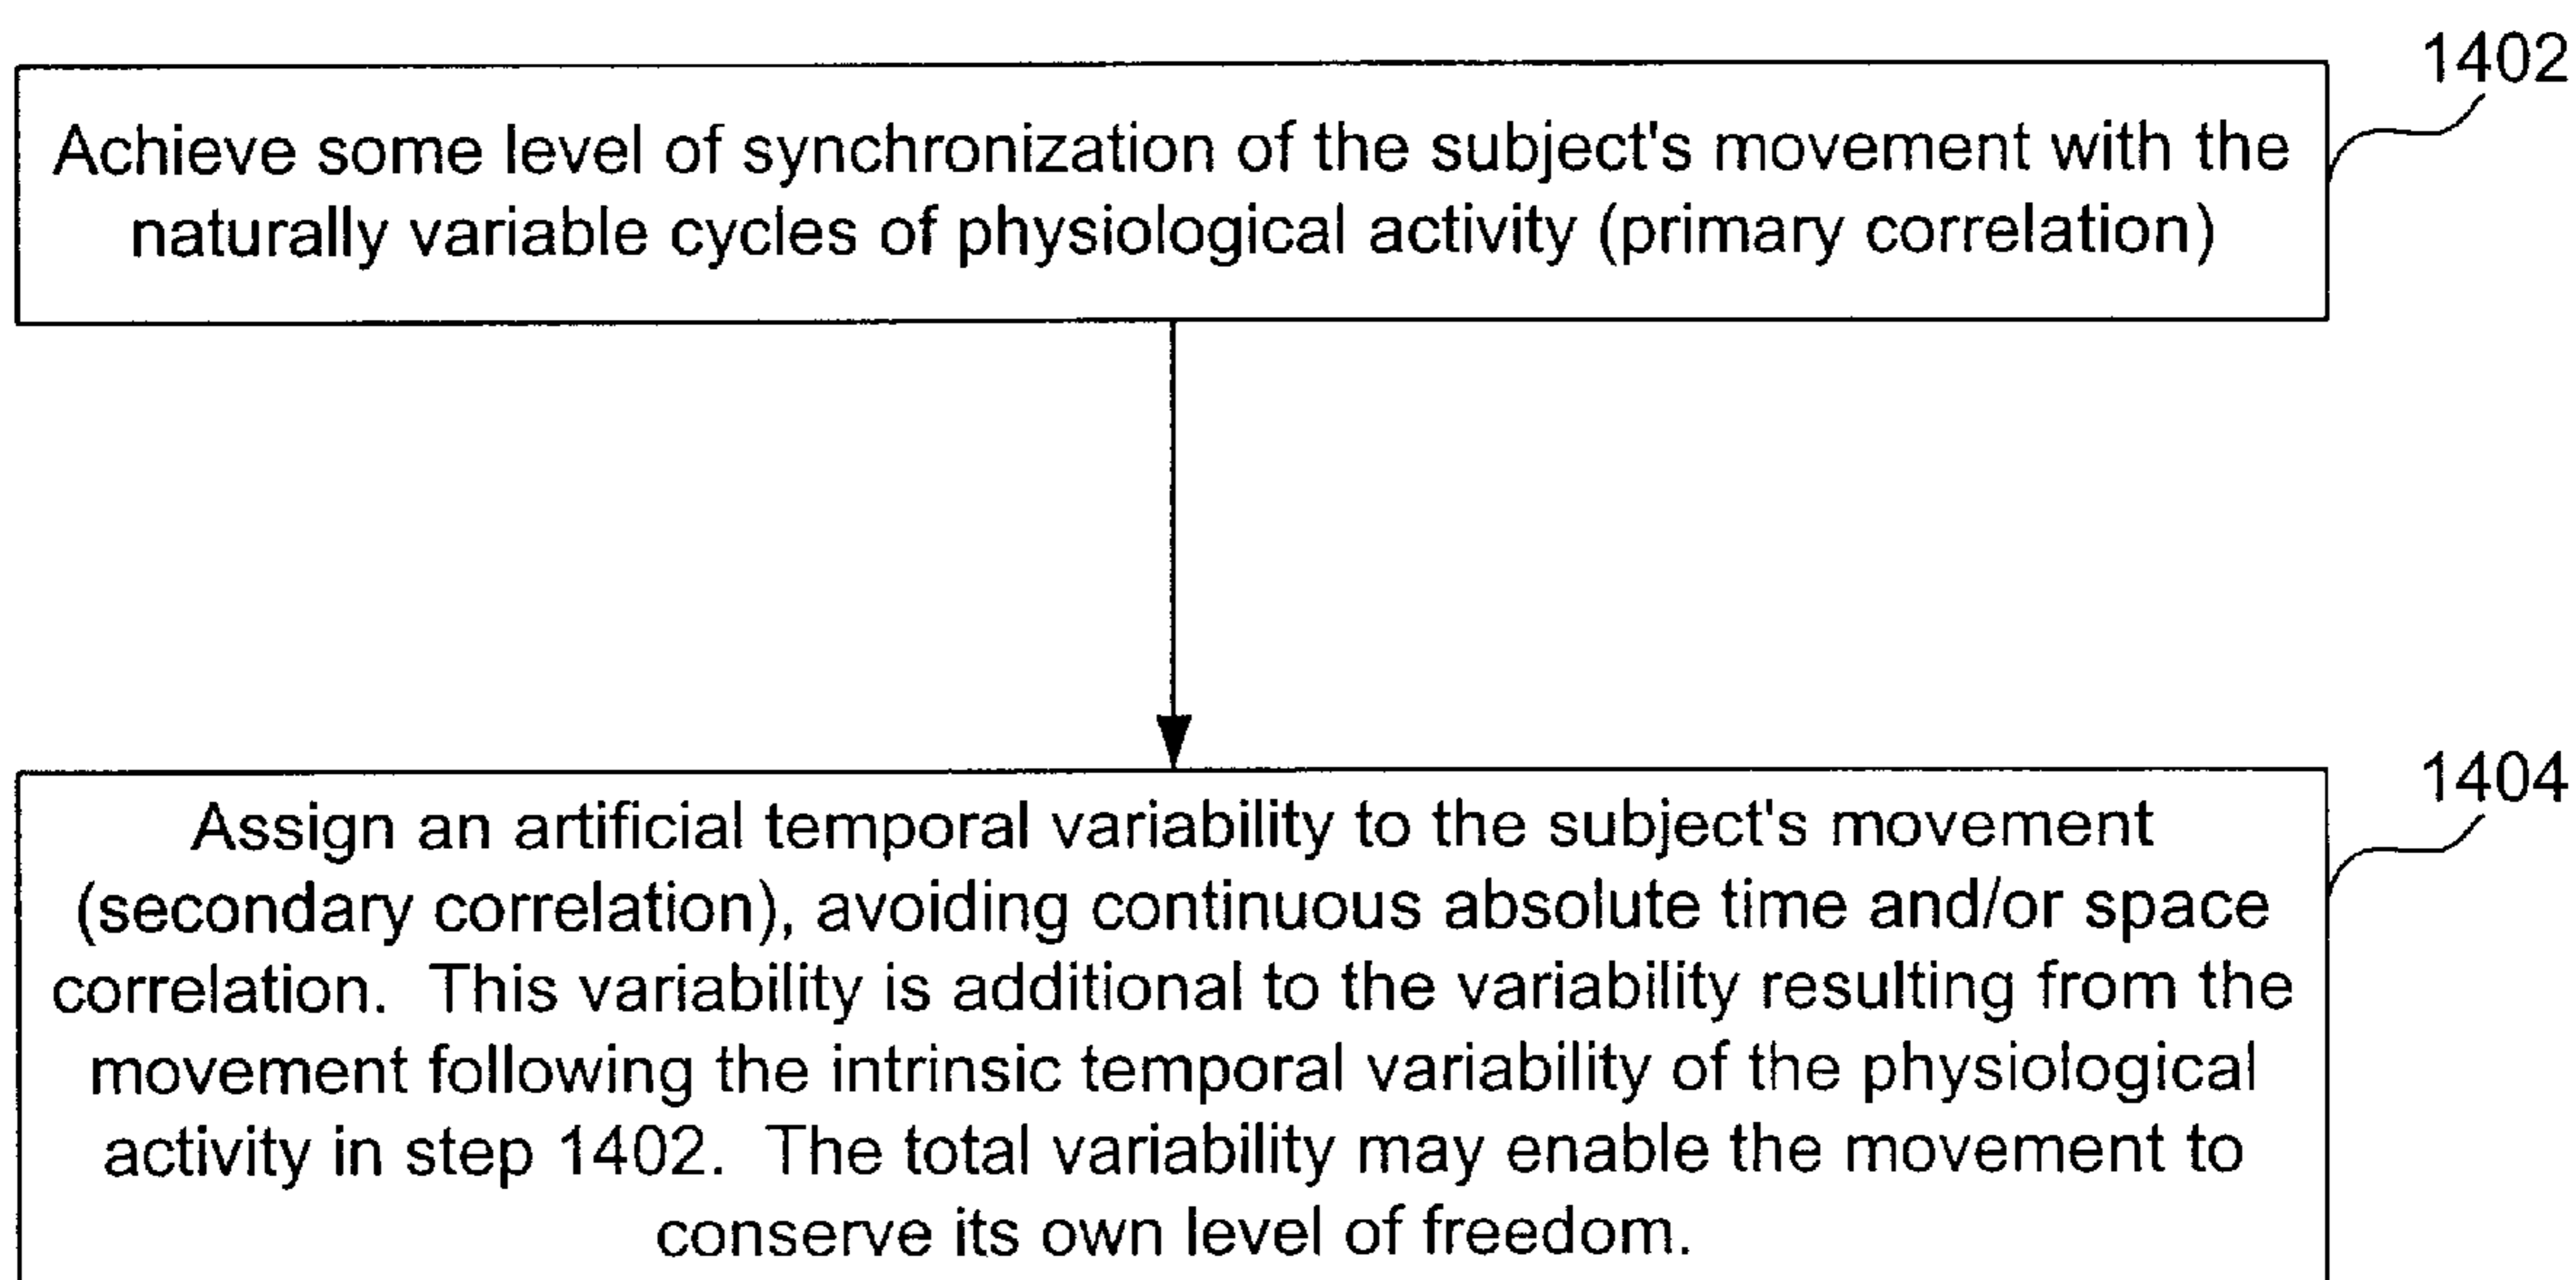 1402
Achieve some level of synchronization of the subject's movement with the
naturally variable cycles of physiological activity (primary correlation)
1404
Assign an artificial temporal variability to the subject's movement
(secondary correlation), avoiding continuous absolute time and/or space
correlation. This variability is additional to the variability resulting from the
movement following the intrinsic temporal variability of the physiological
activity in step 1402. The total variability may enable the movement to
conserve its own level of freedom.